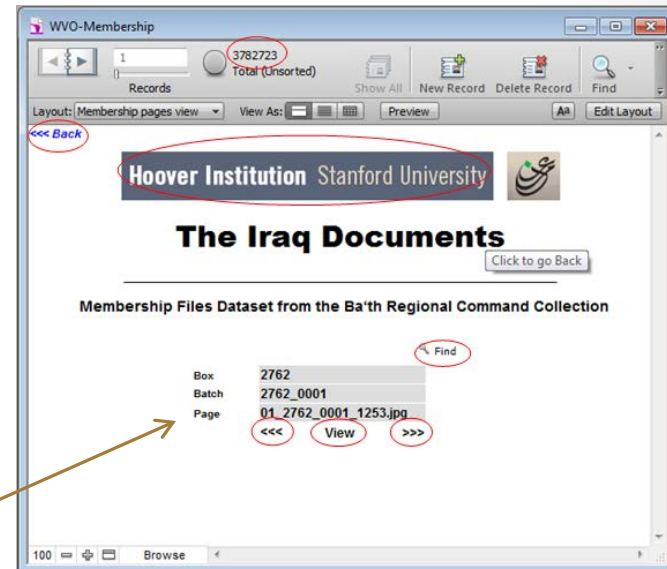 WVO-Membership
1
Records
3782723
Total (Unsorted)
Show All
New Record
Delete Record
Find
Layout: Membership pages view
View As:
Preview
Aa
Edit Layout
<<< Back
Hoover Institution Stanford University
The Iraq Documents
Click to go Back
Membership Files Dataset from the Ba'th Regional Command Collection
Find
Box 2762
Batch 2762_0001
Page 01_2762_0001_1253.jpg
<<< View >>>
100
Browse